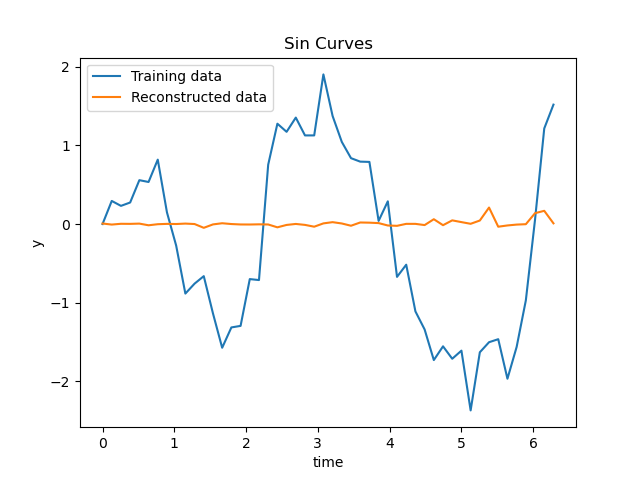 Sin Curves
Training data
Reconstructed data
y
2
1
0
−1
−2
0 1 2 3 4 5 6
time